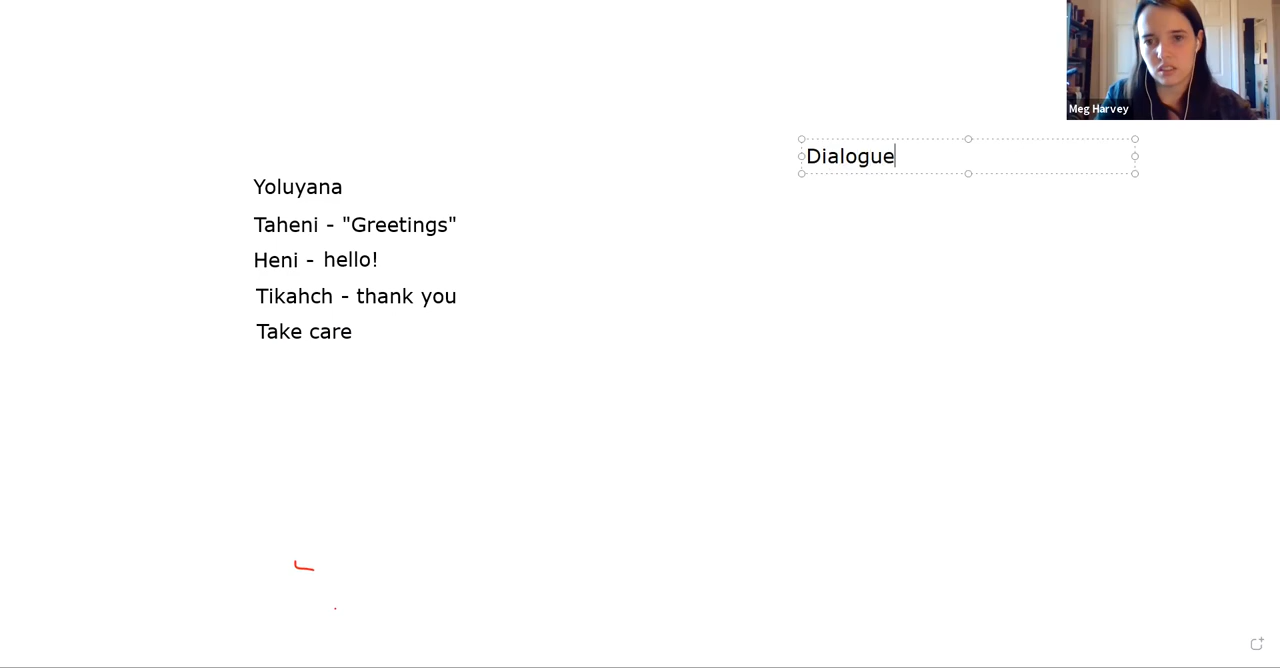 Meg Harvey
Dialogue
Yoluyana
Taheni - "Greetings"
Heni - hello!
Tikahch - thank you
Take care